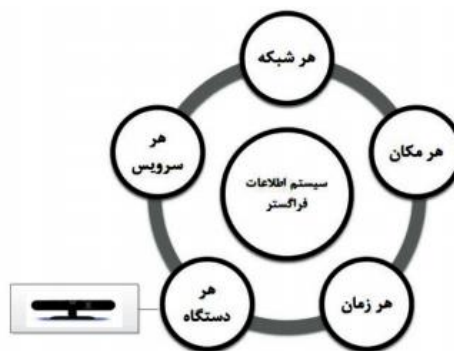 هر شبکه
هر مکان
هر
سرویس
سیستم اطلاعات
فراگستر
هر زمان
هر
دستگاه